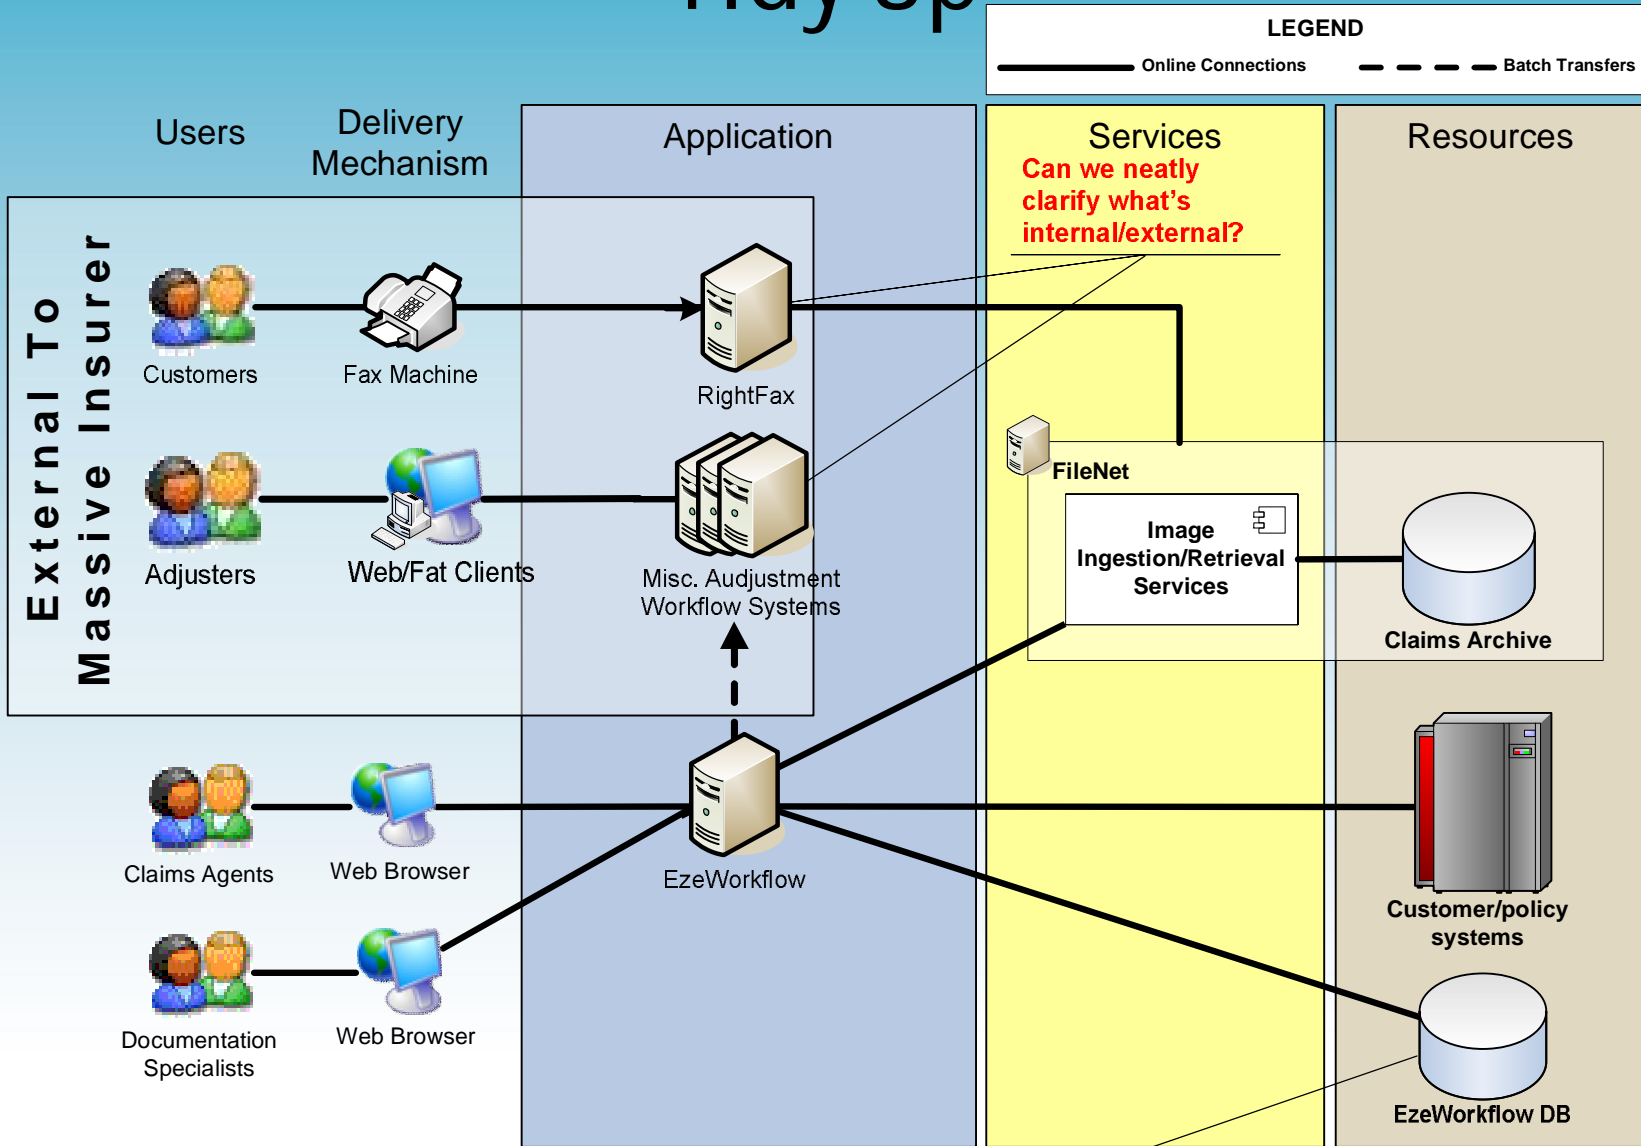 LEGEND
Online Connections
Batch Transfers
Users
Delivery
Mechanism
Application
Services
Resources
Can we neatly
clarify what's
internal/external?
External To
Massive Insurer
Customers
Fax Machine
RightFax
FileNet
Image
Ingestion/Retrieval
Services
Claims Archive
Adjusters
Web/Fat Clients
Misc. Audjustment
Workflow Systems
Claims Agents
Web Browser
EzeWorkflow
Customer/policy
systems
Documentation
Specialists
Web Browser
EzeWorkflow DB